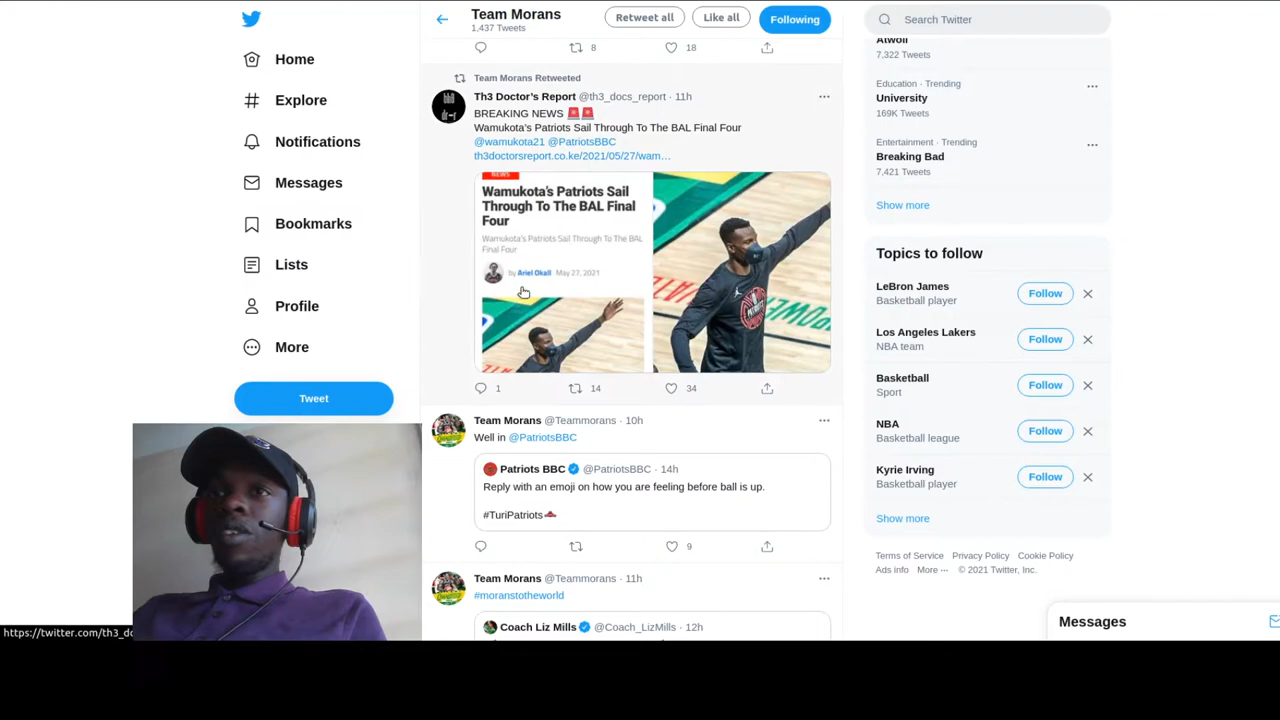 Team Morans
1,437 Tweets
Retweet all
Like all
Following
Search Twitter
Home
Explore
Notifications
Messages
Bookmarks
Lists
Profile
More
Tweet
8
18
Team Morans Retweeted
Th3 Doctor's Report @th3_docs_report · 11h
BREAKING NEWS 🚨🚨
Wamukota's Patriots Sail Through To The BAL Final Four
@wamukota21 @PatriotsBBC
th3doctorsreport.co.ke/2021/05/27/wam…
NEWS
Wamukota's Patriots Sail
Through To The BAL Final
Four
Wamukota's Patriots Sail Through To The BAL
Final Four
by Ariel Okall May 27, 2021
PATRIOTS
1
14
34
Team Morans @Teammorans · 10h
Well in @PatriotsBBC
Patriots BBC @PatriotsBBC · 14h
Reply with an emoji on how you are feeling before ball is up.
#TuriPatriots
9
Team Morans @Teammorans · 11h
#moranstotheworld
Coach Liz Mills @Coach_LizMills · 12h
Atwoli
7,322 Tweets
Education · Trending
University
169K Tweets
Entertainment · Trending
Breaking Bad
7,421 Tweets
Show more
Topics to follow
LeBron James
Basketball player
Follow
Los Angeles Lakers
NBA team
Follow
Basketball
Sport
Follow
NBA
Basketball league
Follow
Kyrie Irving
Basketball player
Follow
Show more
Terms of Service Privacy Policy Cookie Policy
Ads info More ··· © 2021 Twitter, Inc.
Messages
https://twitter.com/th3_do